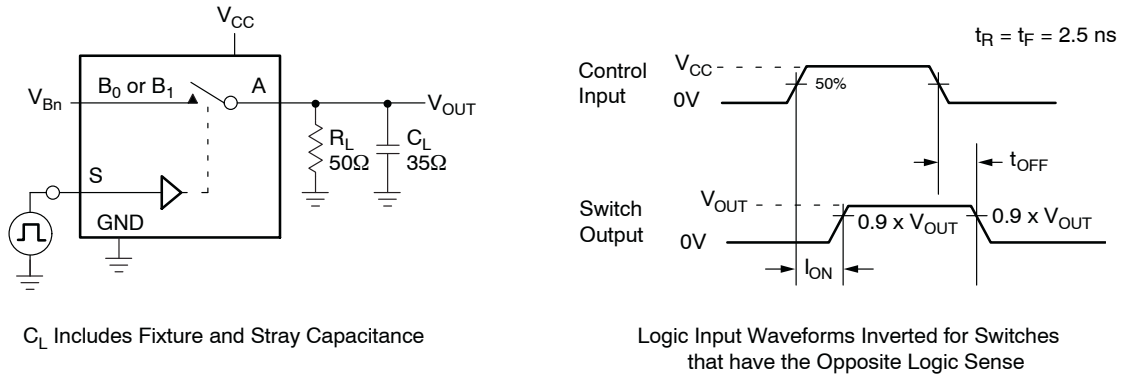 V_CC
V_Bn
B_0 or B_1
A
V_OUT
R_L
50Ω
C_L
35Ω
S
GND
C_L Includes Fixture and Stray Capacitance
t_R = t_F = 2.5 ns
Control
Input
V_CC
50%
0V
t_OFF
Switch
Output
V_OUT
0.9 x V_OUT
0.9 x V_OUT
0V
I_ON
Logic Input Waveforms Inverted for Switches
that have the Opposite Logic Sense